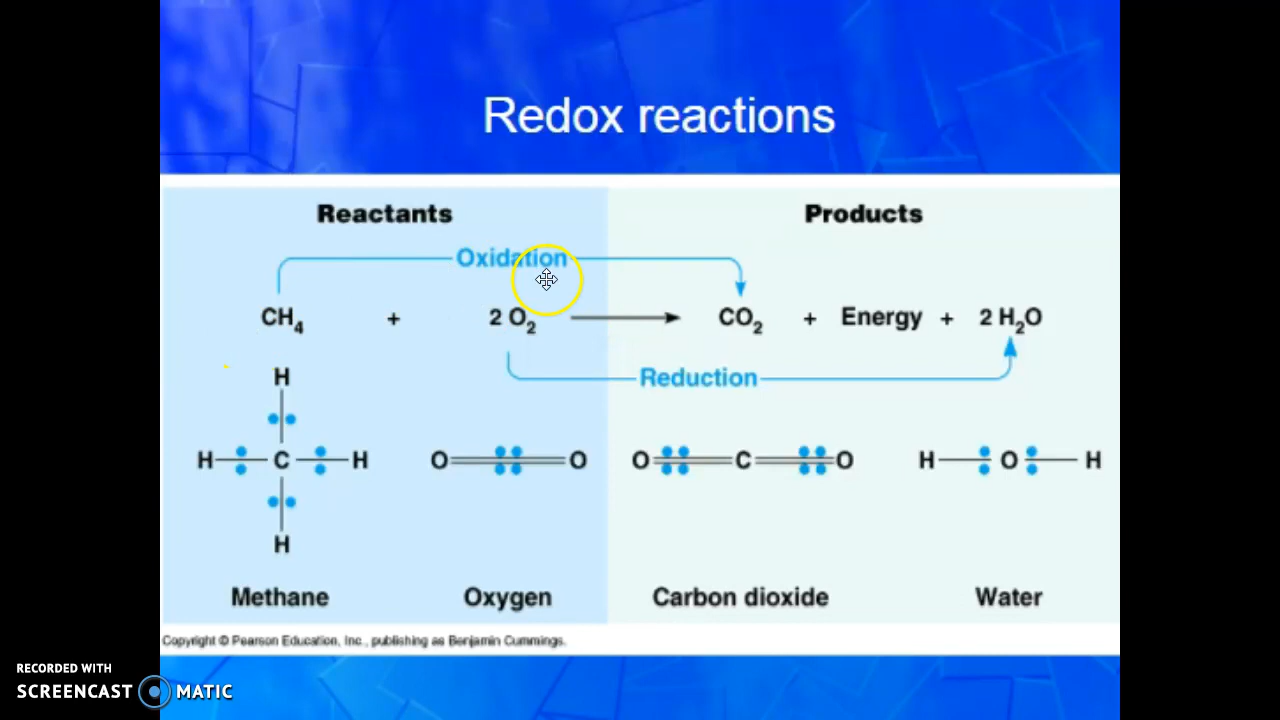 Redox reactions
Reactants Products
Oxidation
CH₄ + 2 O₂ CO₂ + Energy + 2 H₂O
Reduction
H
H C H O O O C O H O H
H
Methane Oxygen Carbon dioxide Water
Copyright © Pearson Education, Inc., publishing as Benjamin Cummings.
RECORDED WITH
SCREENCAST MATIC